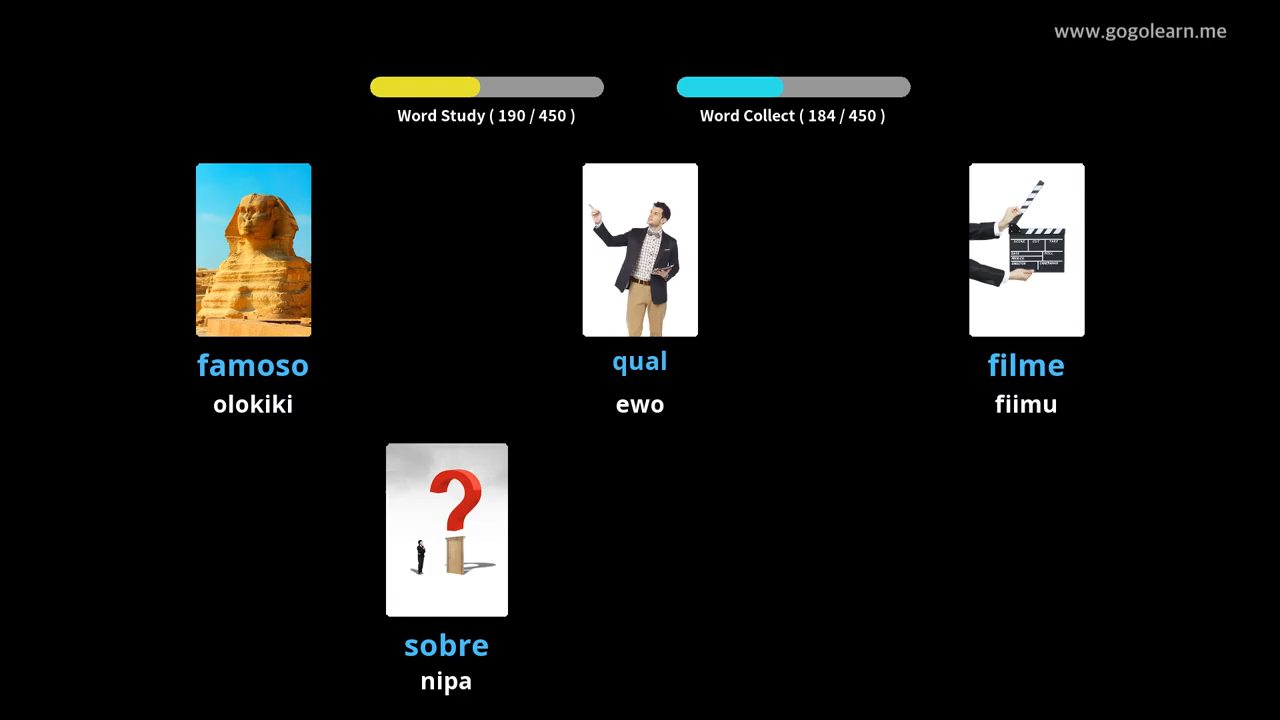 www.gogolearn.me
Word Study ( 190 / 450 )
Word Collect ( 184 / 450 )
famoso
olokiki
qual
ewo
filme
fiimu
sobre
nipa